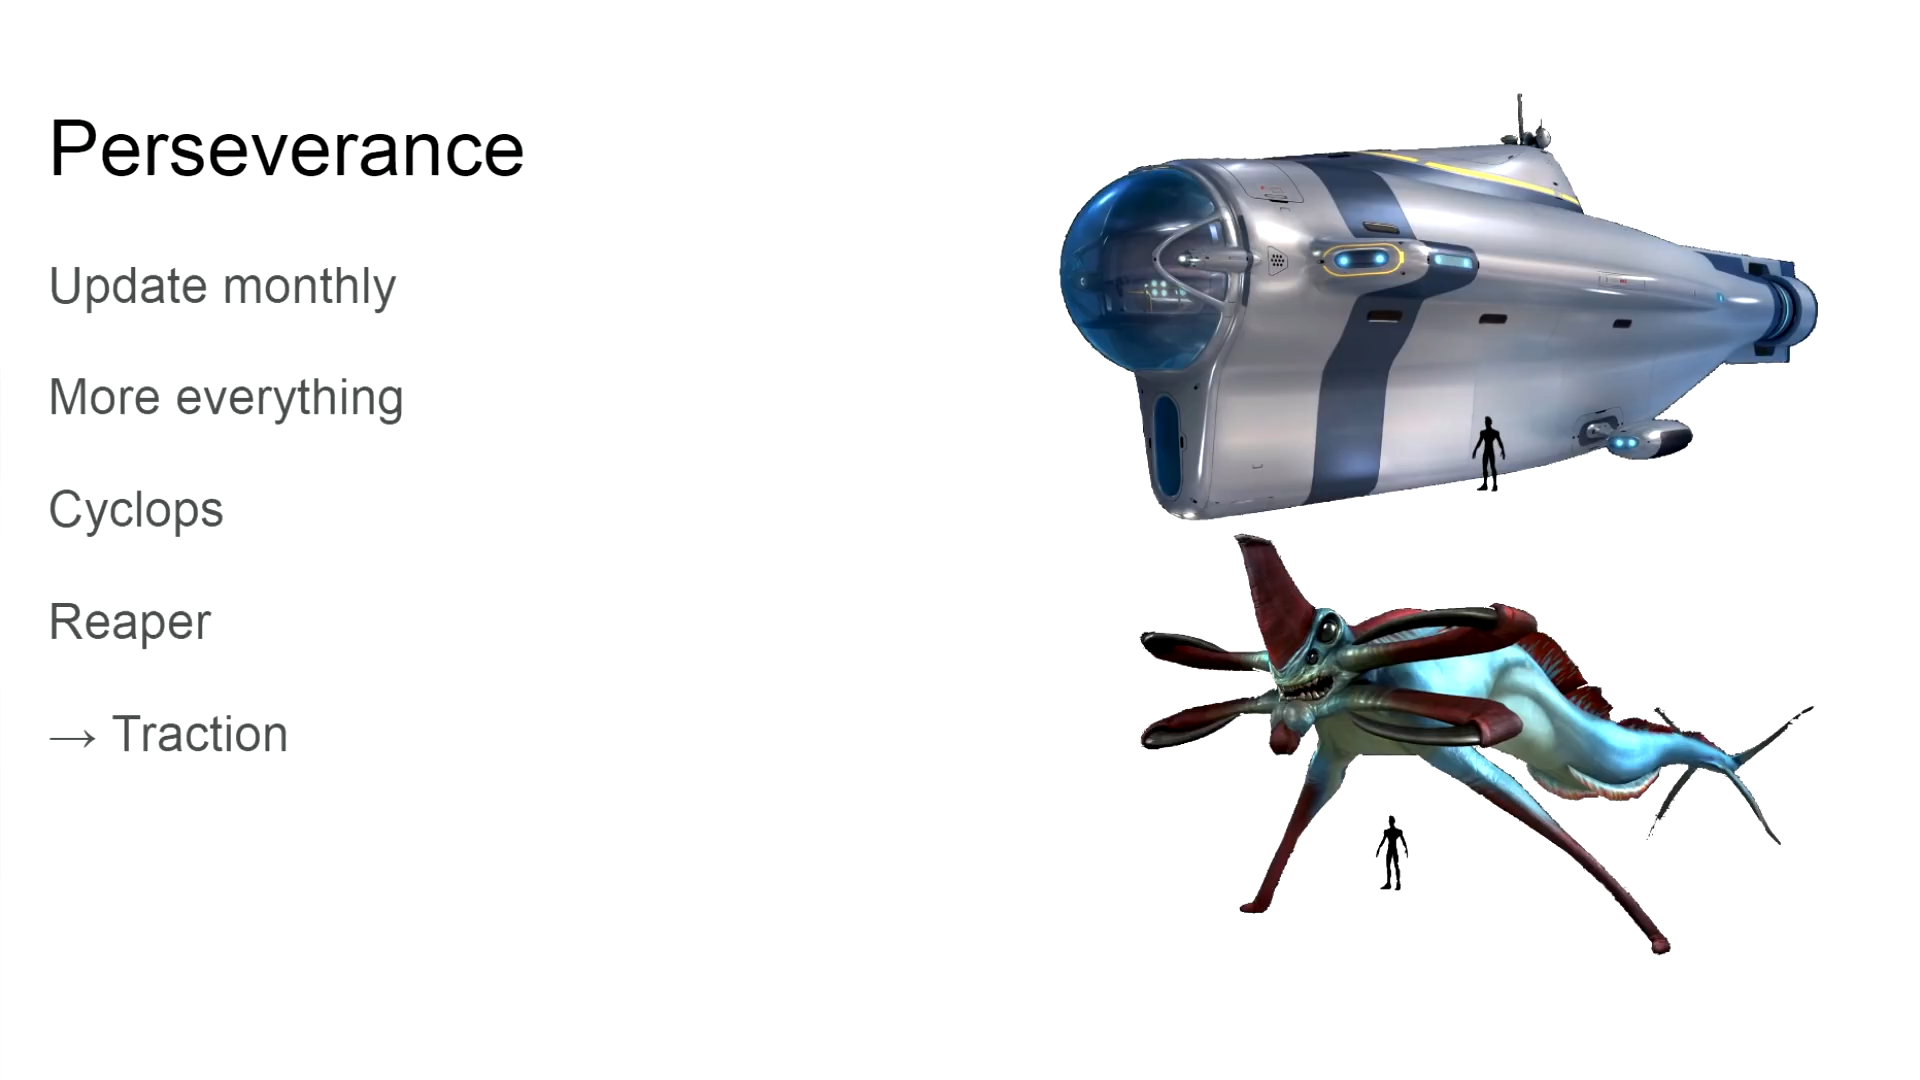 Perseverance
Update monthly
More everything
Cyclops
Reaper
→ Traction